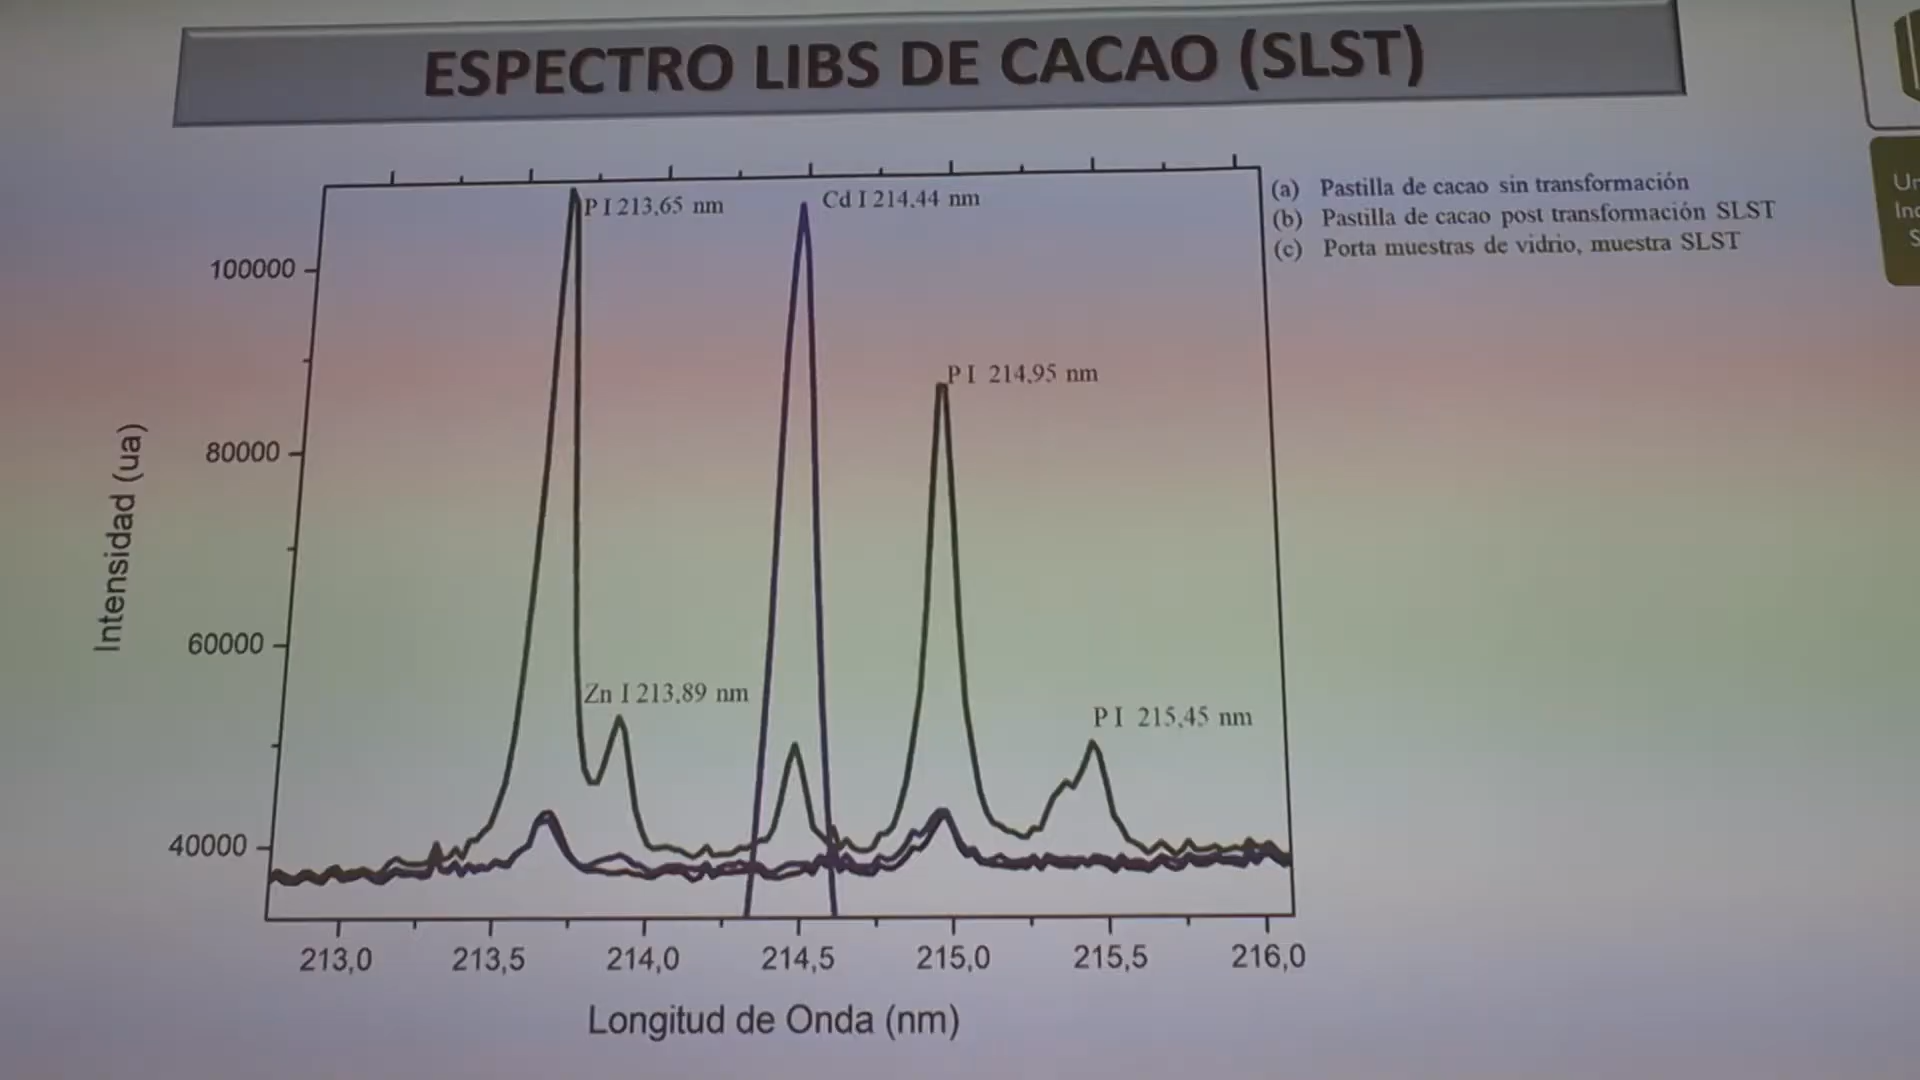 ESPECTRO LIBS DE CACAO (SLST)
P I 213,65 nm
Cd I 214,44 nm
(a) Pastilla de cacao sin transformación
(b) Pastilla de cacao post transformación SLST
(c) Porta muestras de vidrio, muestra SLST
100000
P I 214,95 nm
80000
Intensidad (ua)
60000
Zn I 213,89 nm
P I 215,45 nm
40000
213,0 213,5 214,0 214,5 215,0 215,5 216,0
Longitud de Onda (nm)